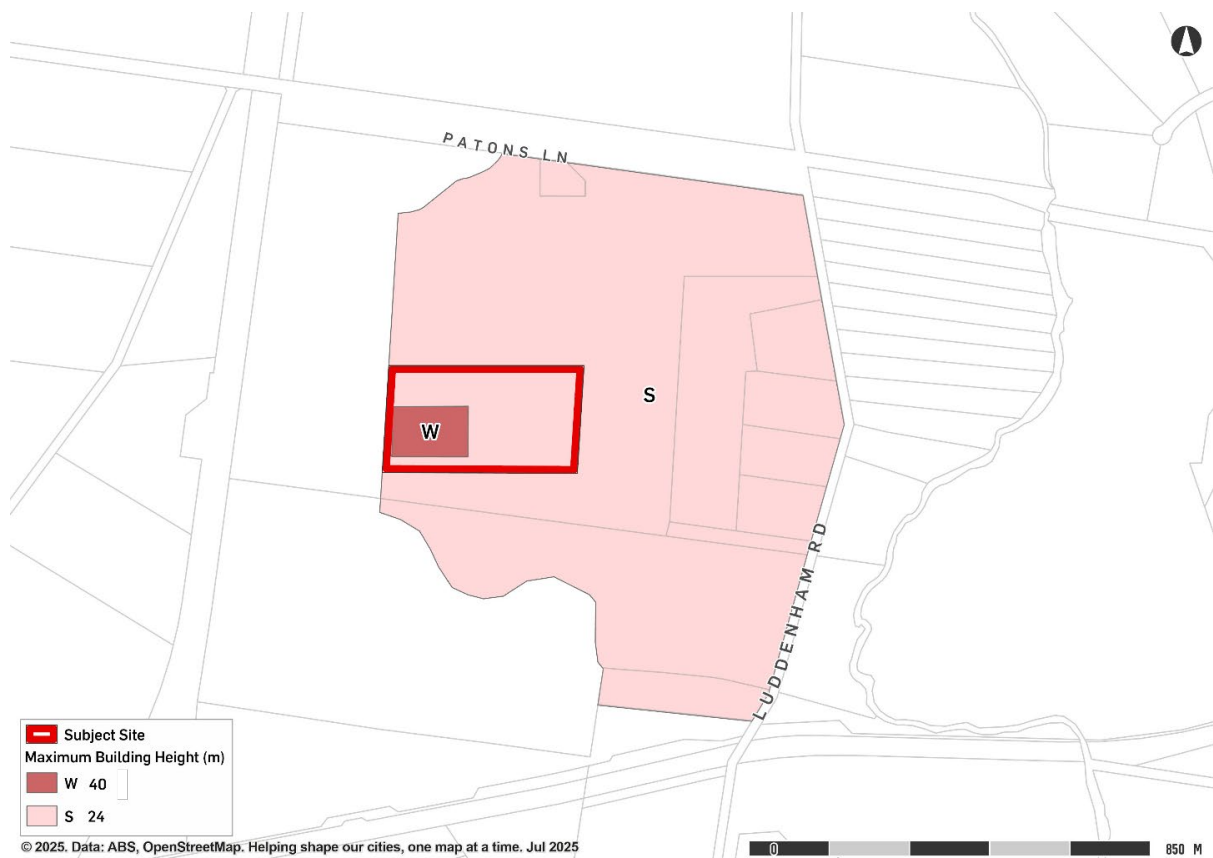 PATONS LN
S
W
LUDDENHAM RD
Subject Site
Maximum Building Height (m)
W 40
S 24
© 2025. Data: ABS, OpenStreetMap. Helping shape our cities, one map at a time. Jul 2025
0 850 M